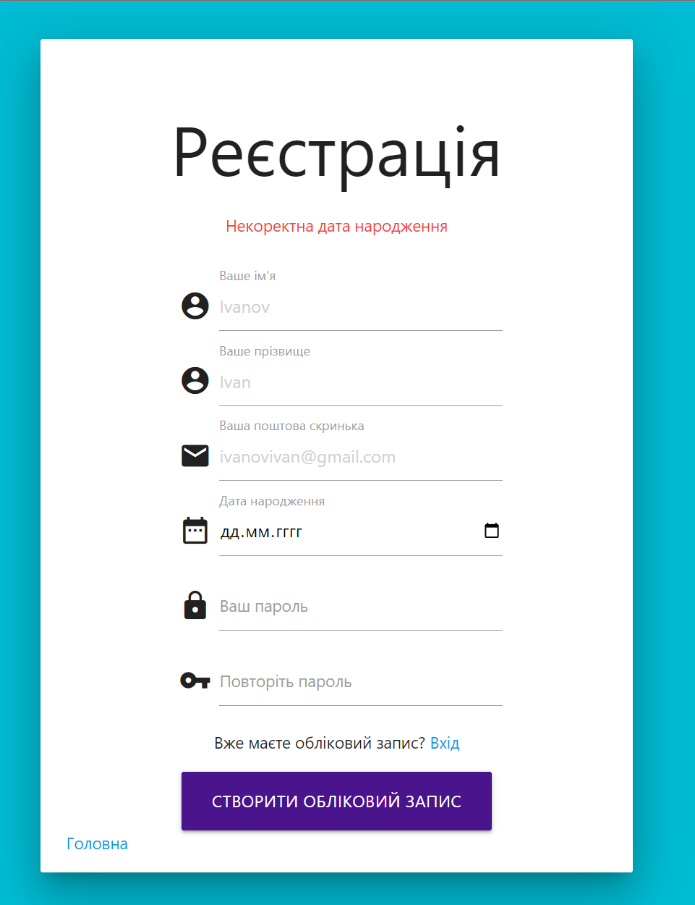 Реєстрація
Некоректна дата народження
Ваше ім'я
Ivanov
Ваше прізвище
Ivan
Ваша поштова скринька
ivanovivan@gmail.com
Дата народження
дд.мм.гггг
Ваш пароль
Повторіть пароль
Вже маєте обліковий запис? Вхід
СТВОРИТИ ОБЛІКОВИЙ ЗАПИС
Головна